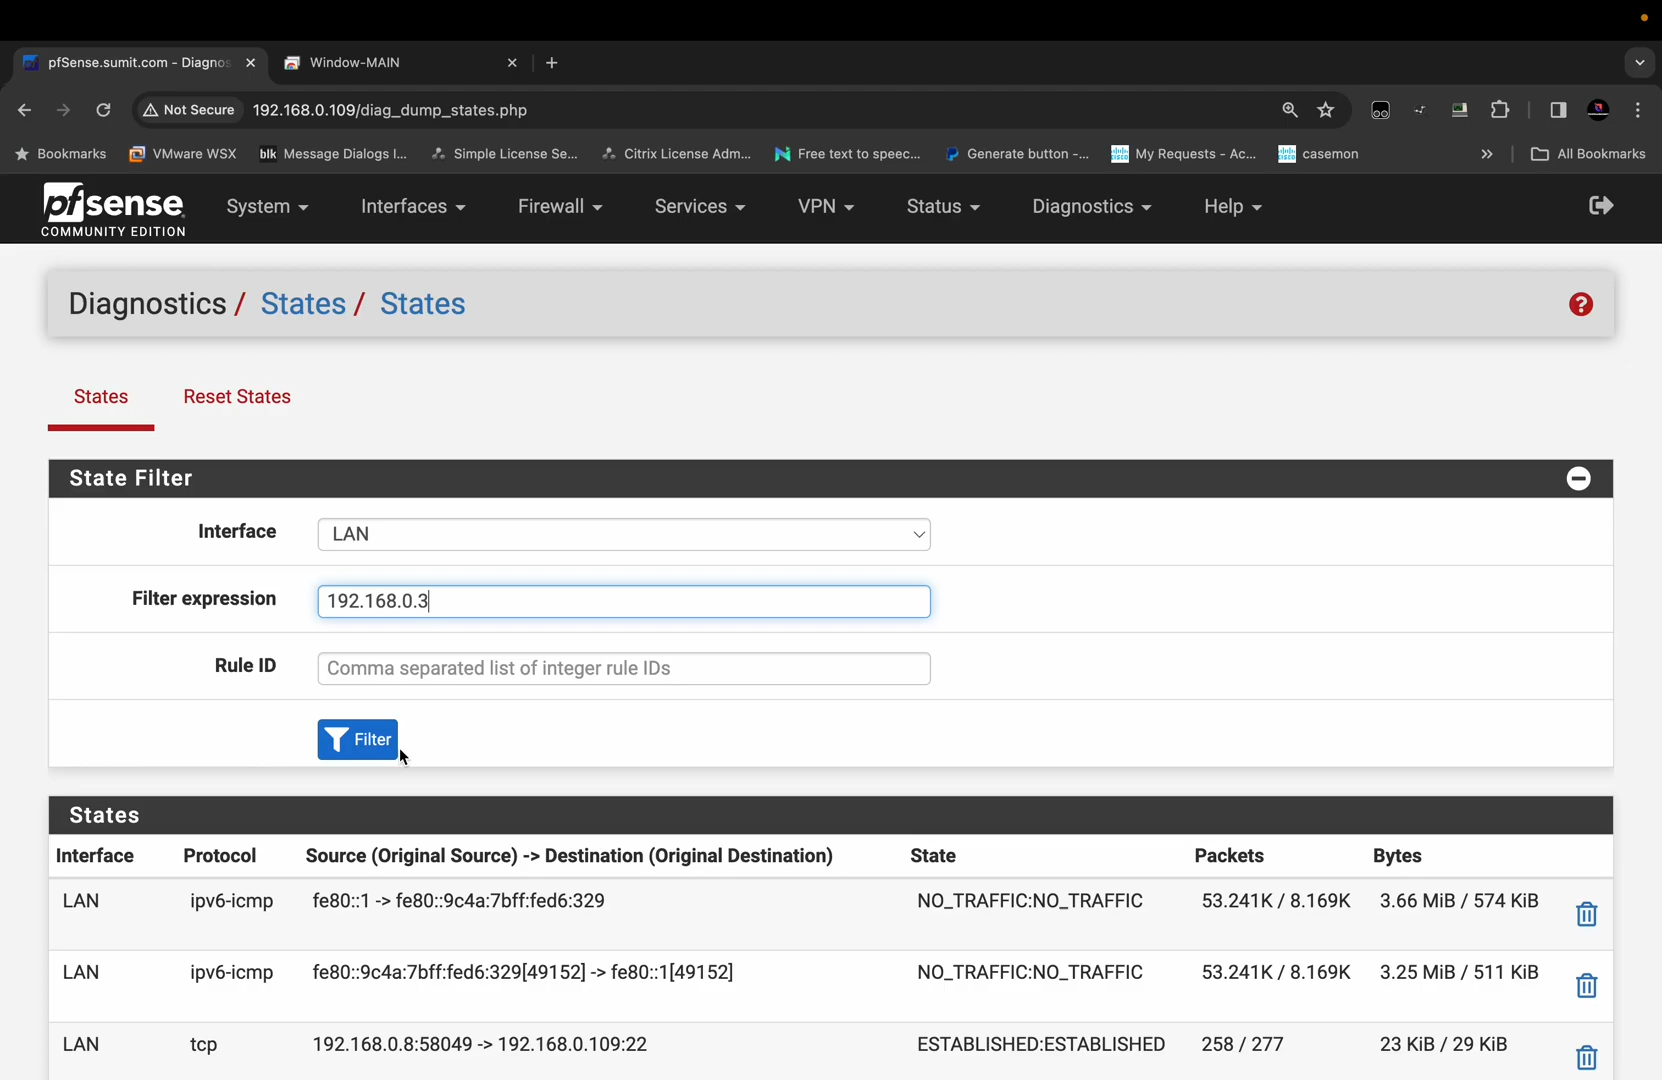 pfSense.sumit.com - Diagnos
Window-MAIN
Not Secure 192.168.0.109/diag_dump_states.php
Bookmarks VMware WSX blk Message Dialogs I... Simple License Se... Citrix License Adm... Free text to speec... Generate button -... My Requests - Ac... casemon » All Bookmarks
pfsense System Interfaces Firewall Services VPN Status Diagnostics Help
COMMUNITY EDITION
Diagnostics / States / States
States Reset States
State Filter
Interface LAN
Filter expression 192.168.0.3
Rule ID Comma separated list of integer rule IDs
Filter
States
Interface Protocol Source (Original Source) -> Destination (Original Destination) State Packets Bytes
LAN ipv6-icmp fe80::1 -> fe80::9c4a:7bff:fed6:329 NO_TRAFFIC:NO_TRAFFIC 53.241K / 8.169K 3.66 MiB / 574 KiB
LAN ipv6-icmp fe80::9c4a:7bff:fed6:329[49152] -> fe80::1[49152] NO_TRAFFIC:NO_TRAFFIC 53.241K / 8.169K 3.25 MiB / 511 KiB
LAN tcp 192.168.0.8:58049 -> 192.168.0.109:22 ESTABLISHED:ESTABLISHED 258 / 277 23 KiB / 29 KiB